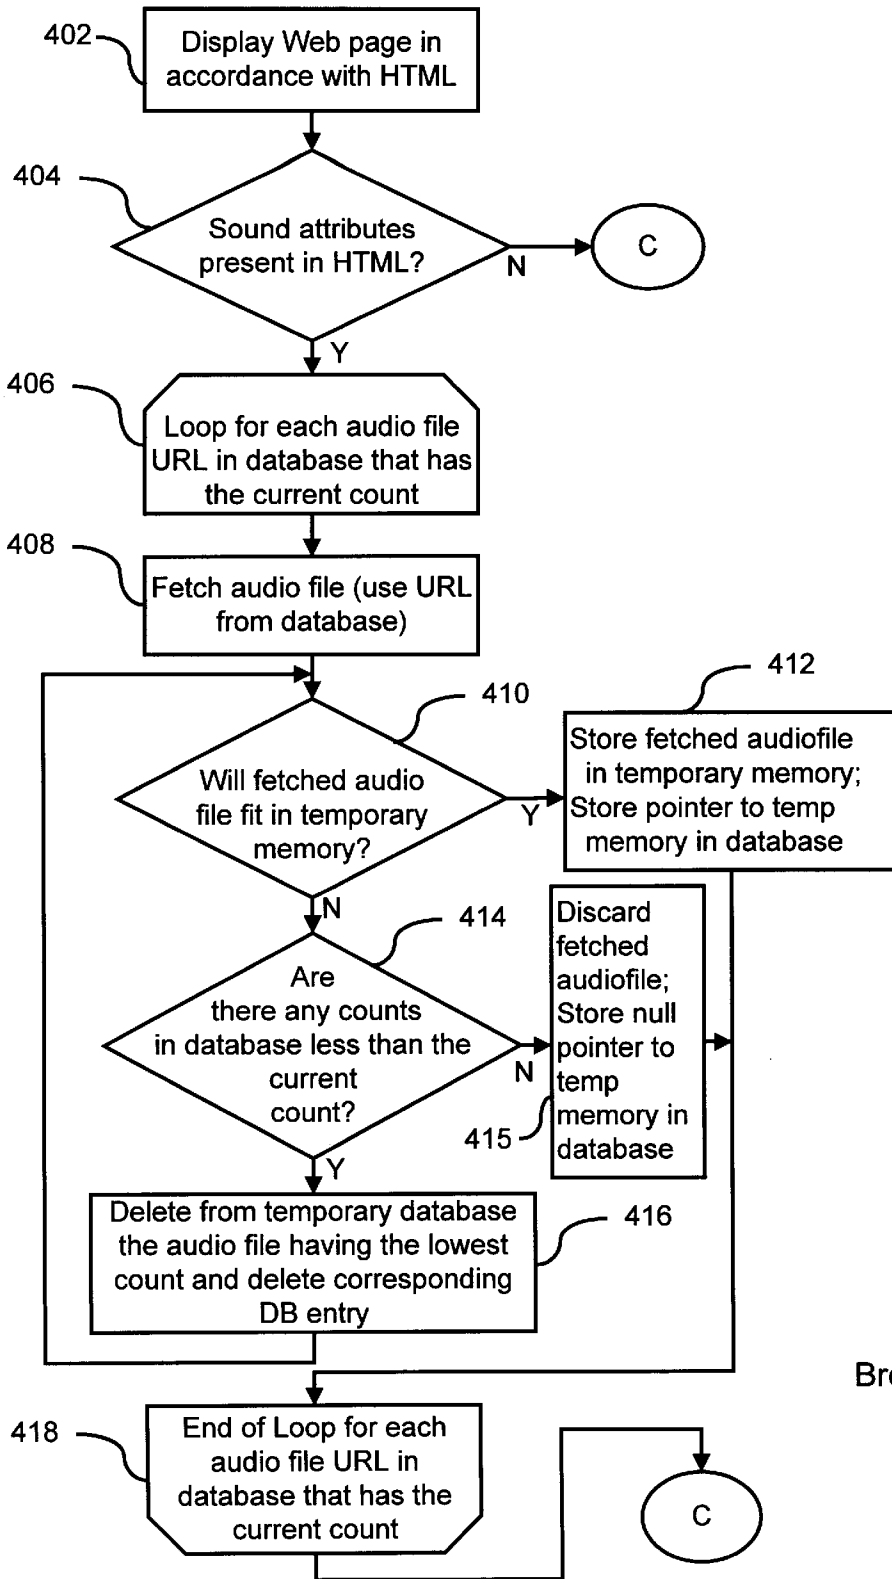 402
Display Web page in
accordance with HTML
404
Sound attributes
present in HTML?
N
C
Y
406
Loop for each audio file
URL in database that has
the current count
408
Fetch audio file (use URL
from database)
410
412
Will fetched audio
file fit in temporary
memory?
Y
Store fetched audiofile
in temporary memory;
Store pointer to temp
memory in database
N
414
Are
there any counts
in database less than the
current
count?
N
Discard
fetched
audiofile;
Store null
pointer to
temp
memory in
database
415
Y
Delete from temporary database
the audio file having the lowest
count and delete corresponding
DB entry
416
418
End of Loop for each
audio file URL in
database that has the
current count
C